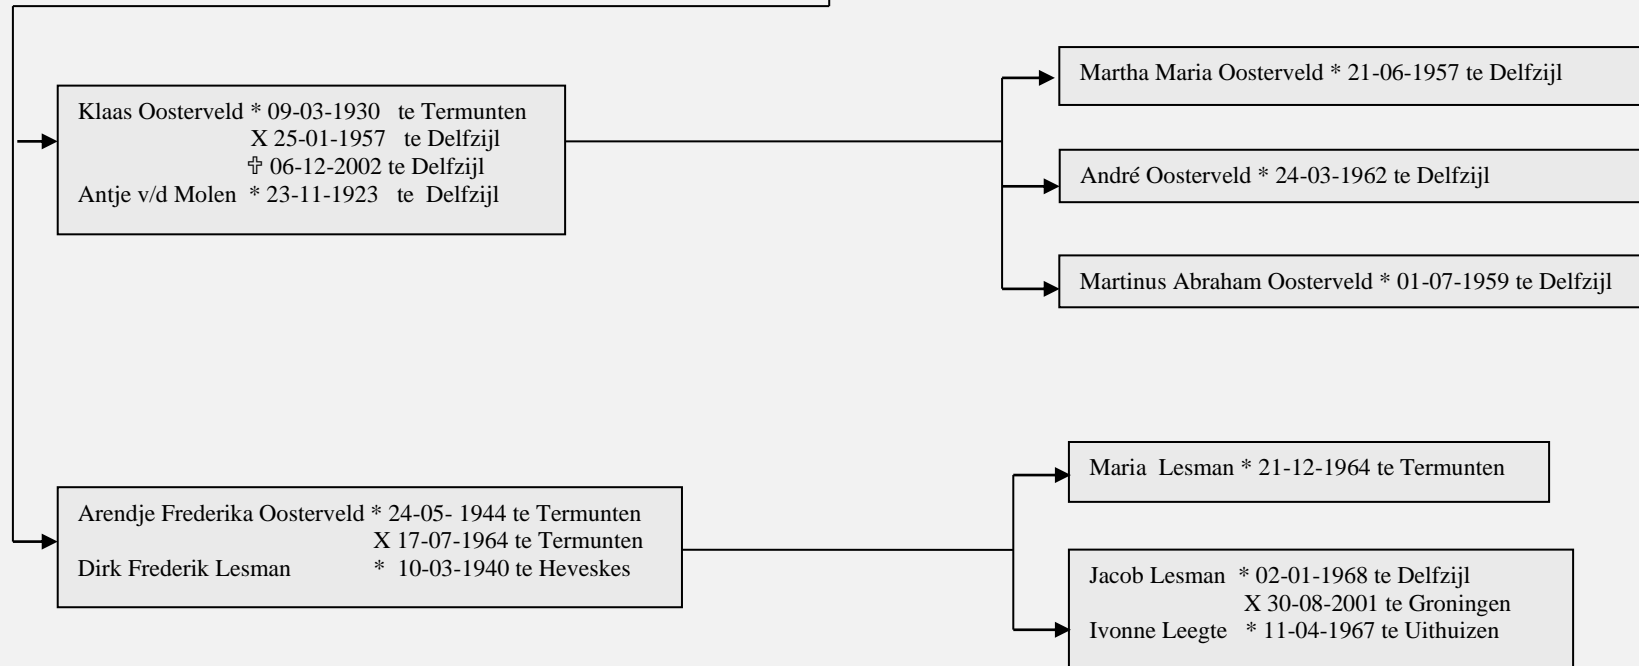 Klaas Oosterveld * 09-03-1930 te Termunten
X 25-01-1957 te Delfzijl
✞ 06-12-2002 te Delfzijl
Antje v/d Molen * 23-11-1923 te Delfzijl
Martha Maria Oosterveld * 21-06-1957 te Delfzijl
André Oosterveld * 24-03-1962 te Delfzijl
Martinus Abraham Oosterveld * 01-07-1959 te Delfzijl
Arendje Frederika Oosterveld * 24-05- 1944 te Termunten
X 17-07-1964 te Termunten
Dirk Frederik Lesman * 10-03-1940 te Heveskes
Maria Lesman * 21-12-1964 te Termunten
Jacob Lesman * 02-01-1968 te Delfzijl
X 30-08-2001 te Groningen
Ivonne Leegte * 11-04-1967 te Uithuizen